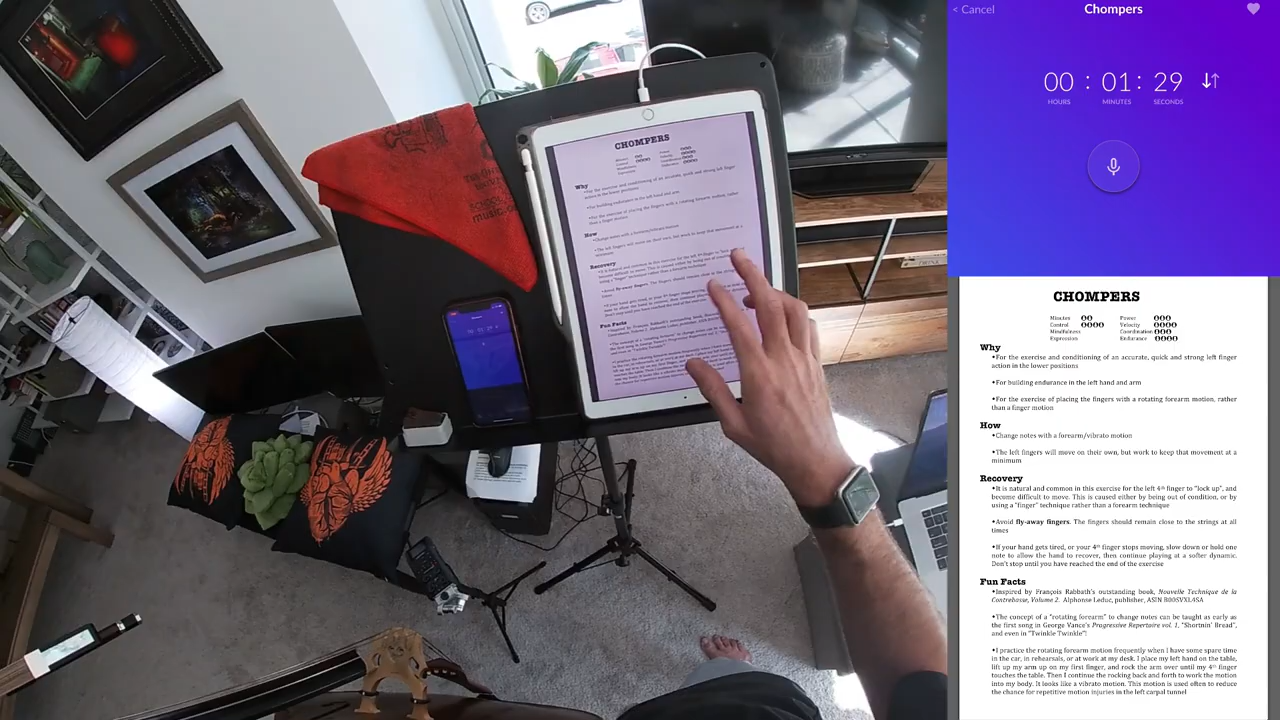 < Cancel
Chompers
00 : 01 : 29
HOURS MINUTES SECONDS
CHOMPERS
Minutes
Control
Mindfulness
Expression
Power
Velocity
Coordination
Endurance
Why
•For the exercise and conditioning of an accurate, quick and strong left finger
action in the lower positions
•For building endurance in the left hand and arm
•For the exercise of placing the fingers with a rotating forearm motion, rather
than a finger motion
How
•Change notes with a forearm/vibrato motion
•The left fingers will move on their own, but work to keep that movement at a
minimum
Recovery
•It is natural and common in this exercise for the left 4th finger to "lock up", and
become difficult to move. This is caused either by being out of condition, or by
using a "finger" technique rather than a forearm technique
•Avoid fly-away fingers. The fingers should remain close to the strings at all
times
•If your hand gets tired, or your 4th finger stops moving, slow down or hold one
note to allow the hand to recover, then continue playing at a softer dynamic.
Don't stop until you have reached the end of the exercise
Fun Facts
•Inspired by François Rabbath's outstanding book, Nouvelle Technique de la
Contrebasse, Volume 2. Alphonse Leduc, publisher, ASIN B00SVXL4SA
•The concept of a "rotating forearm" to change notes can be taught as early as
the first song in George Vance's Progressive Repertoire vol. 1, "Shortnin' Bread",
and even in "Twinkle Twinkle"!
•I practice the rotating forearm motion frequently when I have some spare time
in the car, in rehearsals, or at work at my desk. I place my left hand on the table,
lift up my arm up on my first finger, and rock the arm over until my 4th finger
touches the table. Then I continue the rocking back and forth to work the motion
into my body. It looks like a vibrato motion. This motion is used often to reduce
the chance for repetitive motion injuries in the left carpal tunnel
CHOMPERS
Why
How
Recovery
Fun Facts